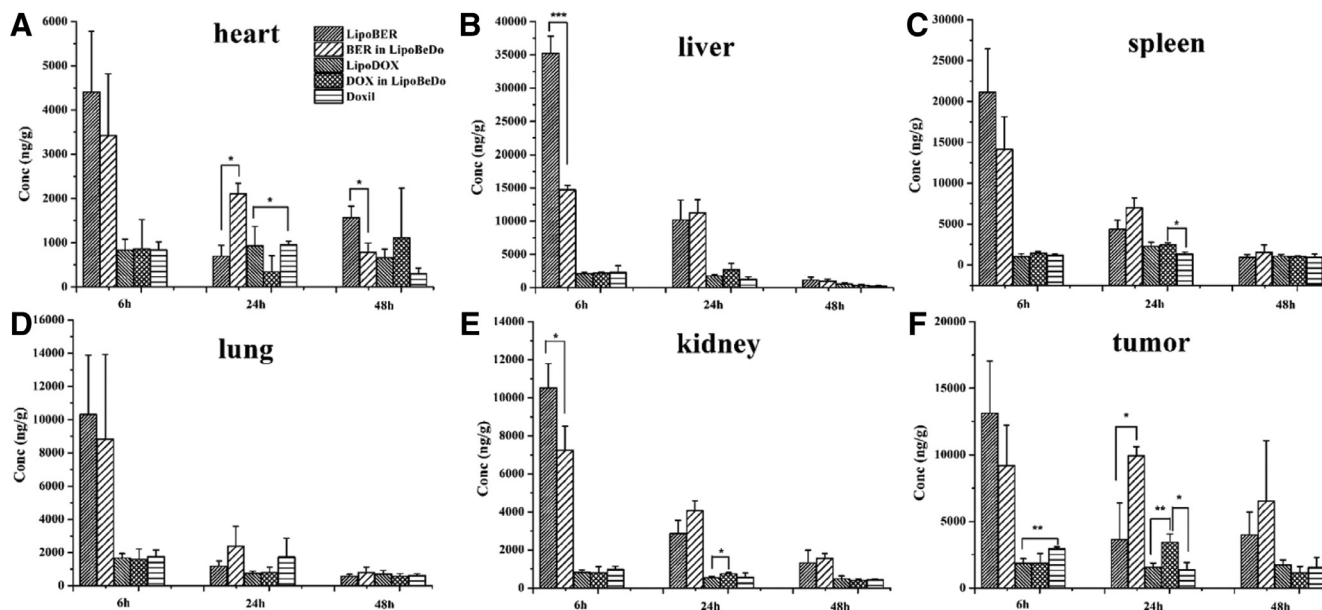 A
heart
LipoBER
BER in LipoBeDo
LipoDOX
DOX in LipoBeDo
Doxil
Conc (ng/g)
6000
5000
4000
3000
2000
1000
0
*
*
*
6h
24h
48h
B
liver
Conc (ng/g)
40000
35000
30000
25000
20000
15000
10000
5000
0
***
6h
24h
48h
C
spleen
Conc (ng/g)
30000
25000
20000
15000
10000
5000
0
*
6h
24h
48h
D
lung
Conc (ng/g)
16000
14000
12000
10000
8000
6000
4000
2000
0
6h
24h
48h
E
kidney
Conc (ng/g)
14000
12000
10000
8000
6000
4000
2000
0
*
*
6h
24h
48h
F
tumor
Conc (ng/g)
20000
15000
10000
5000
0
**
*
**
*
6h
24h
48h